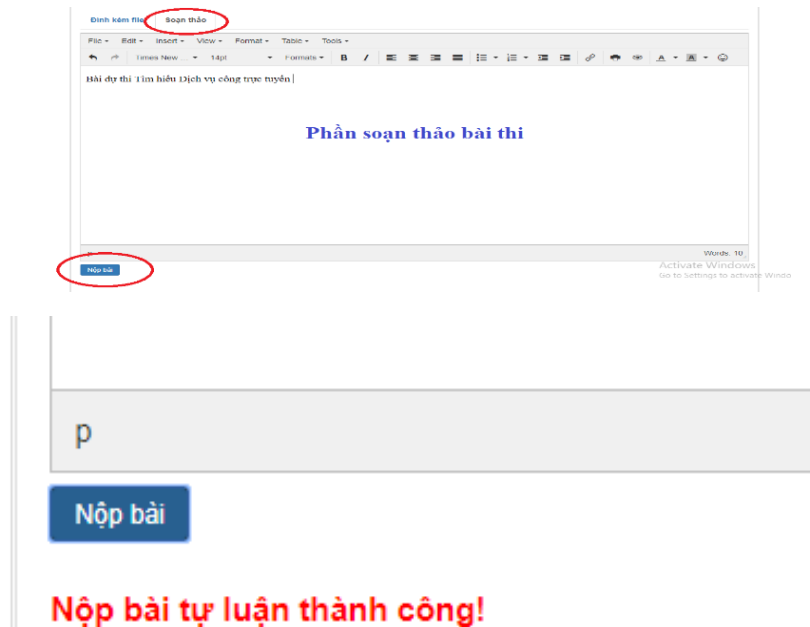 Đính kèm file Soạn thảo
File Edit Insert View Format Table Tools
Times New ... 14pt Formats B I A A
Bài dự thi Tìm hiểu Dịch vụ công trực tuyến
Phần soạn thảo bài thi
p Words: 10
Nộp bài
Activate Windows
Go to Settings to activate Windo
p
Nộp bài
Nộp bài tự luận thành công!